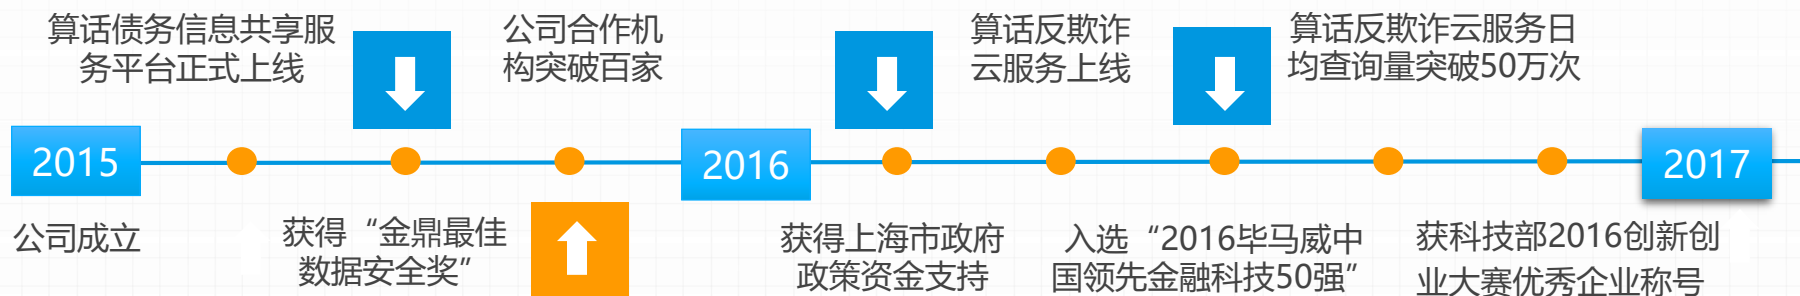 算话债务信息共享服
务平台正式上线
公司合作机
构突破百家
算话反欺诈
云服务上线
算话反欺诈云服务日
均查询量突破50万次
2015
2016
2017
公司成立
获得“金鼎最佳
数据安全奖”
获得上海市政府
政策资金支持
入选“2016毕马威中
国领先金融科技50强”
获科技部2016创新创
业大赛优秀企业称号